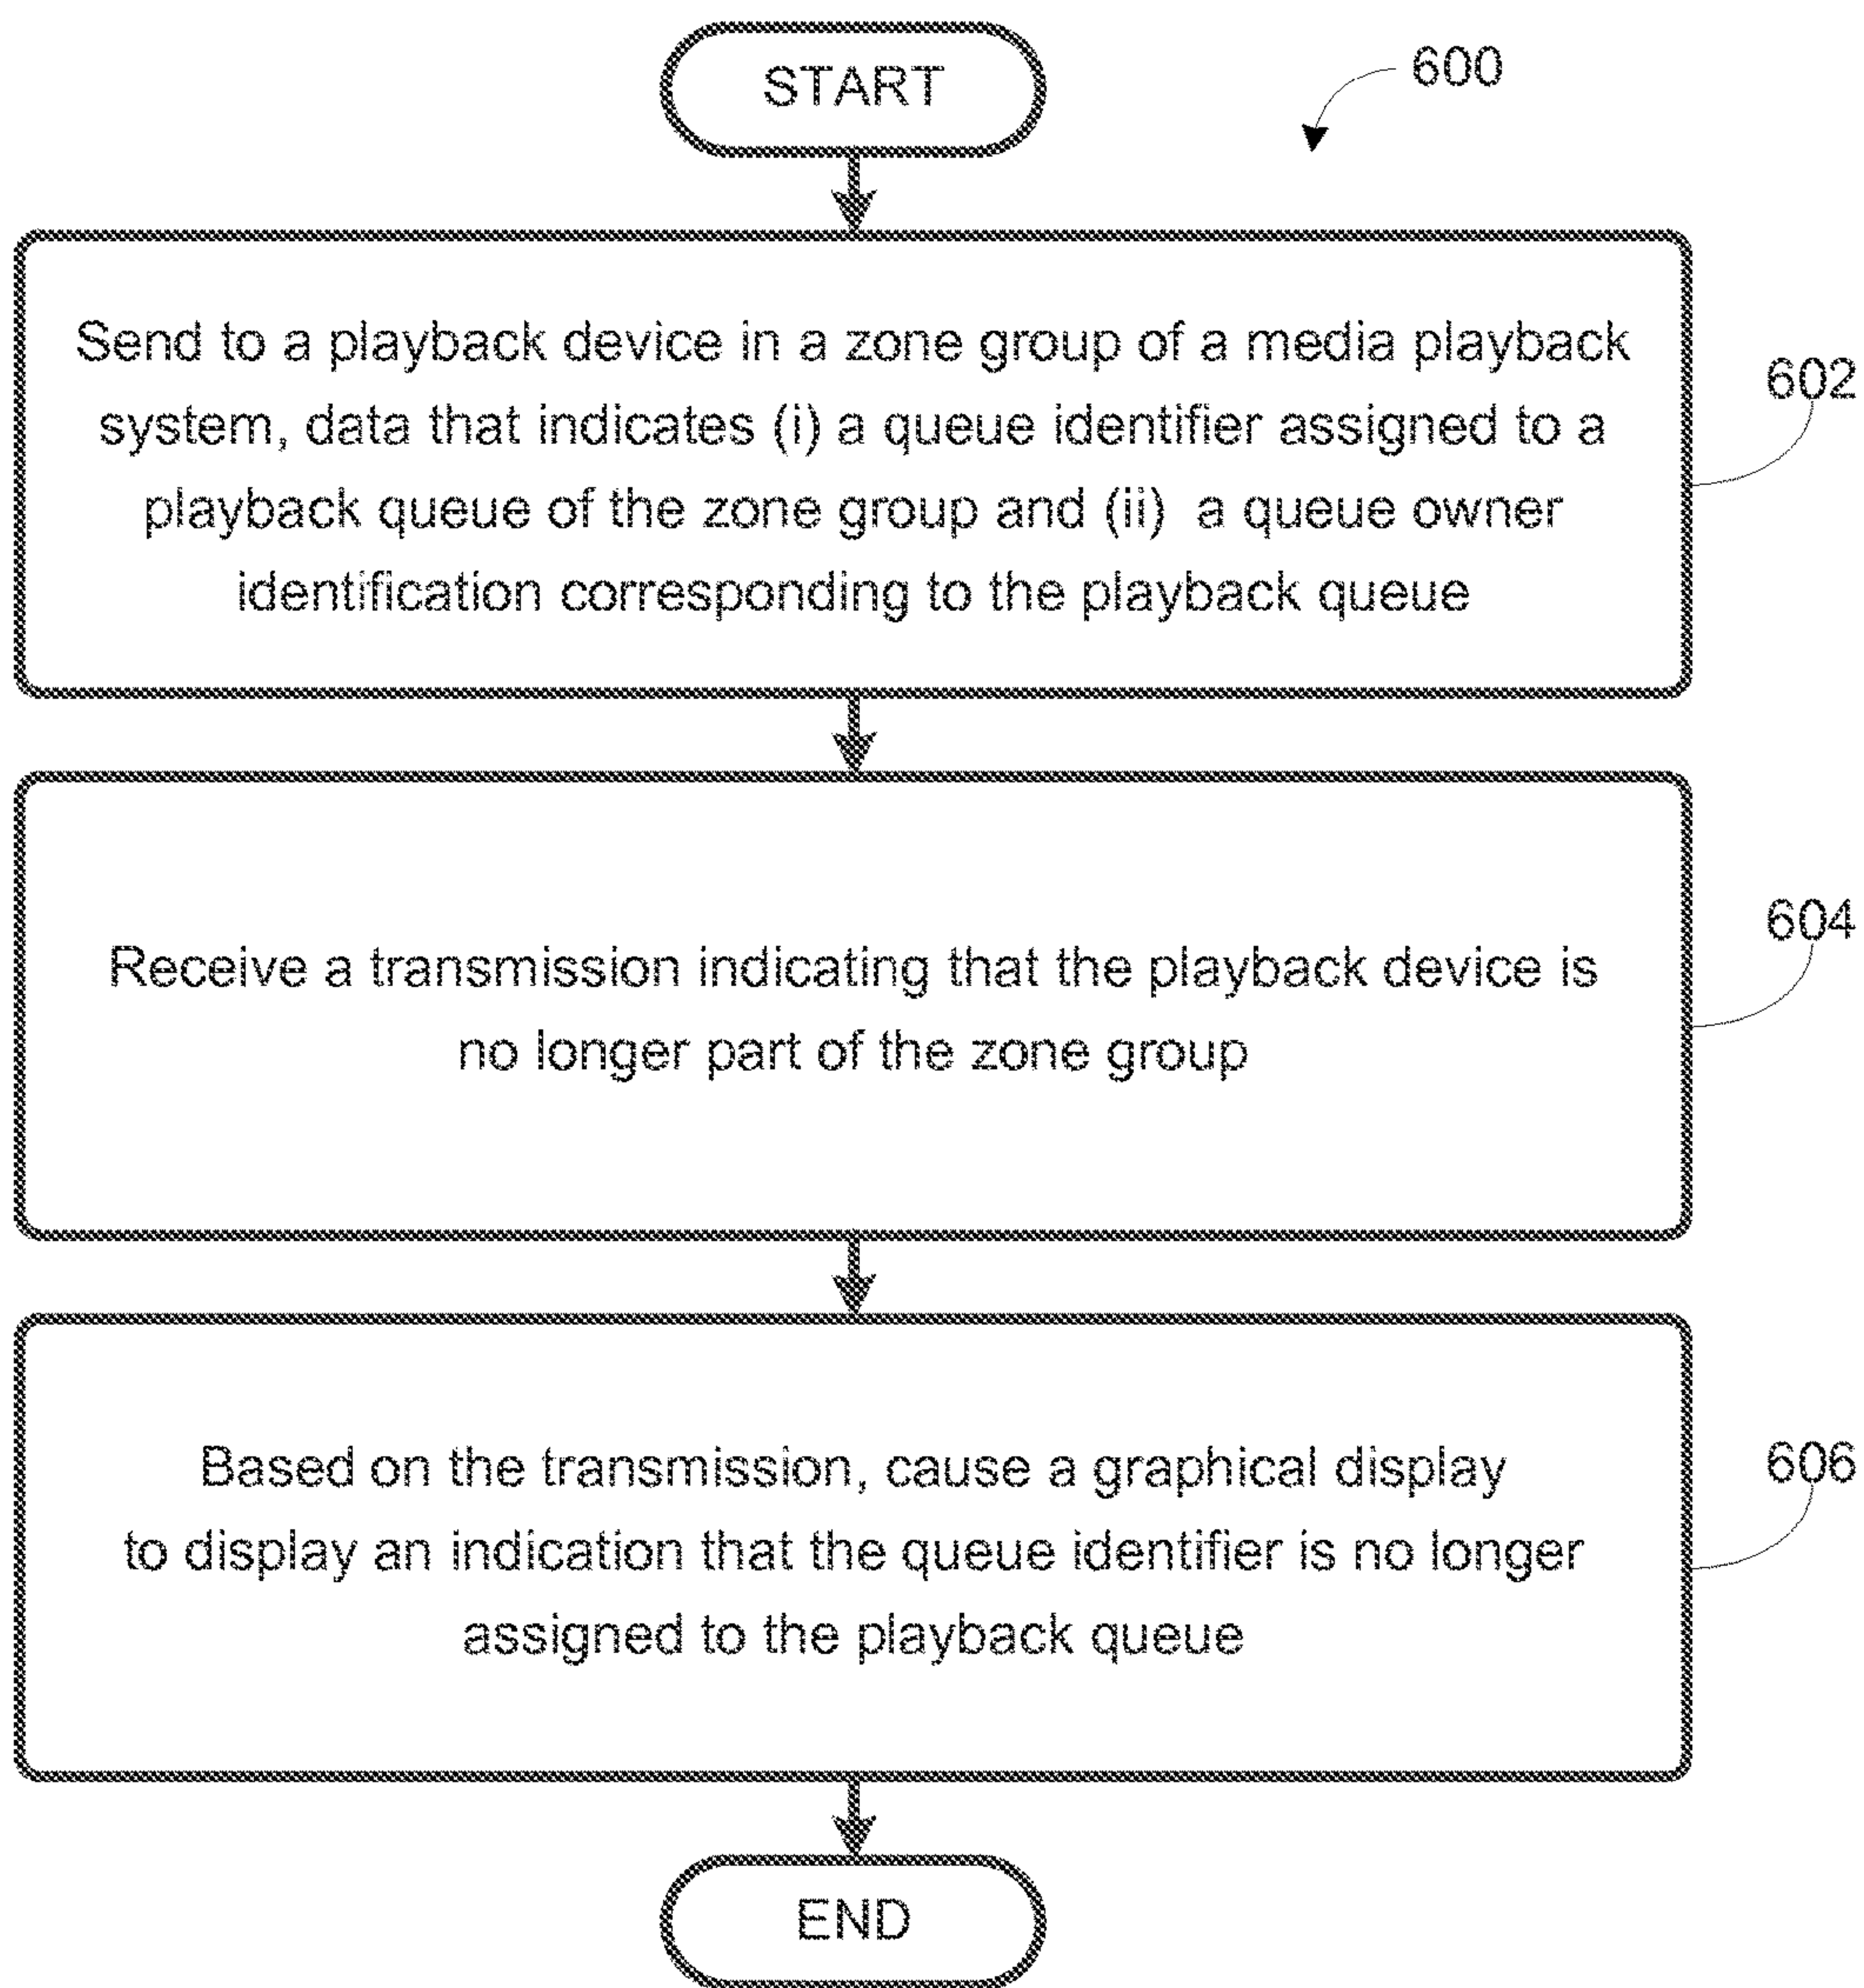 START
600
Send to a playback device in a zone group of a media playback
system, data that indicates (i) a queue identifier assigned to a
playback queue of the zone group and (ii) a queue owner
identification corresponding to the playback queue
602
Receive a transmission indicating that the playback device is
no longer part of the zone group
604
Based on the transmission, cause a graphical display
to display an indication that the queue identifier is no longer
assigned to the playback queue
606
END